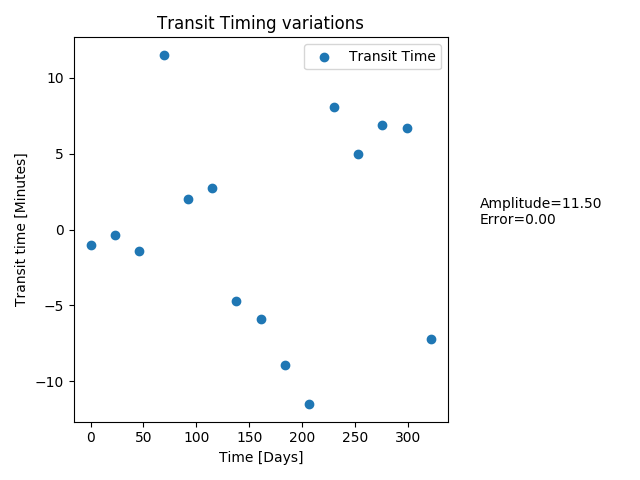 Transit Timing variations
Transit Time
10
5
0
−5
−10
Transit time [Minutes]
0
50
100
150
200
250
300
Time [Days]
Amplitude=11.50
Error=0.00